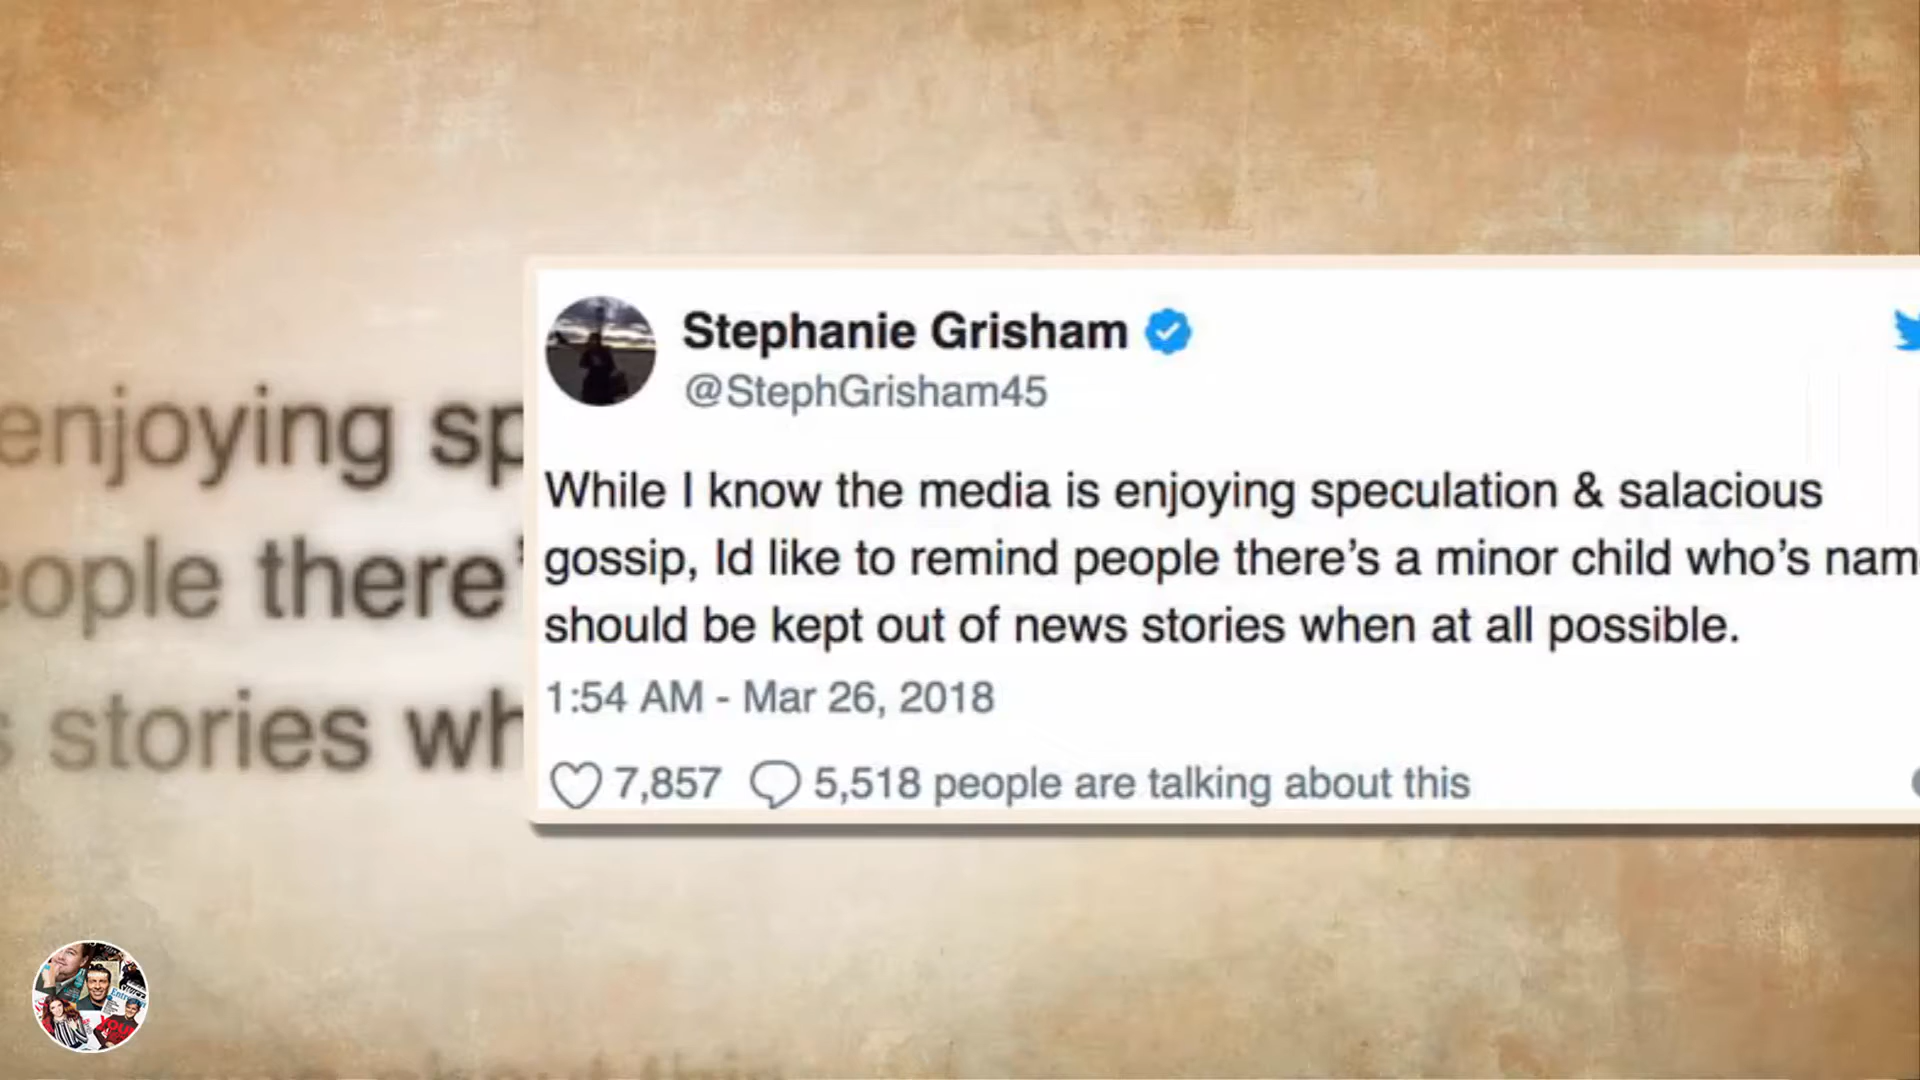 Stephanie Grisham
@StephGrisham45
While I know the media is enjoying speculation & salacious
gossip, Id like to remind people there's a minor child who's nam
should be kept out of news stories when at all possible.
1:54 AM - Mar 26, 2018
7,857 5,518 people are talking about this
enjoying sp
eople there'
s stories wh